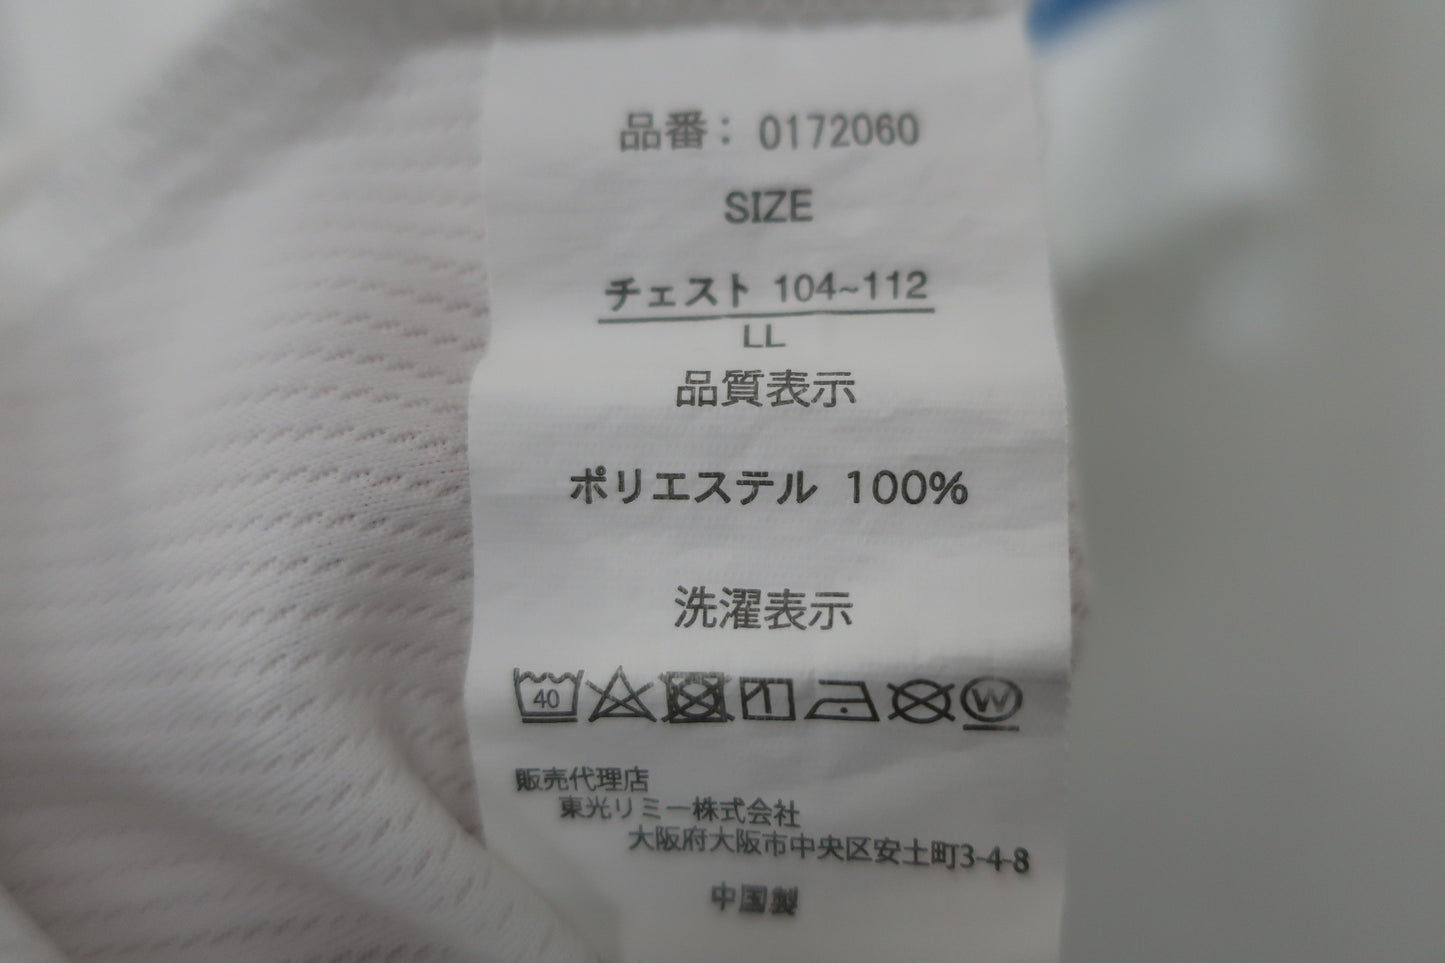 品番： 0172060
SIZE
チェスト 104~112
LL
品質表示
ポリエステル 100%
洗濯表示
40 W
販売代理店
東光リミー株式会社
大阪府大阪市中央区安土町3-4-8
中国製